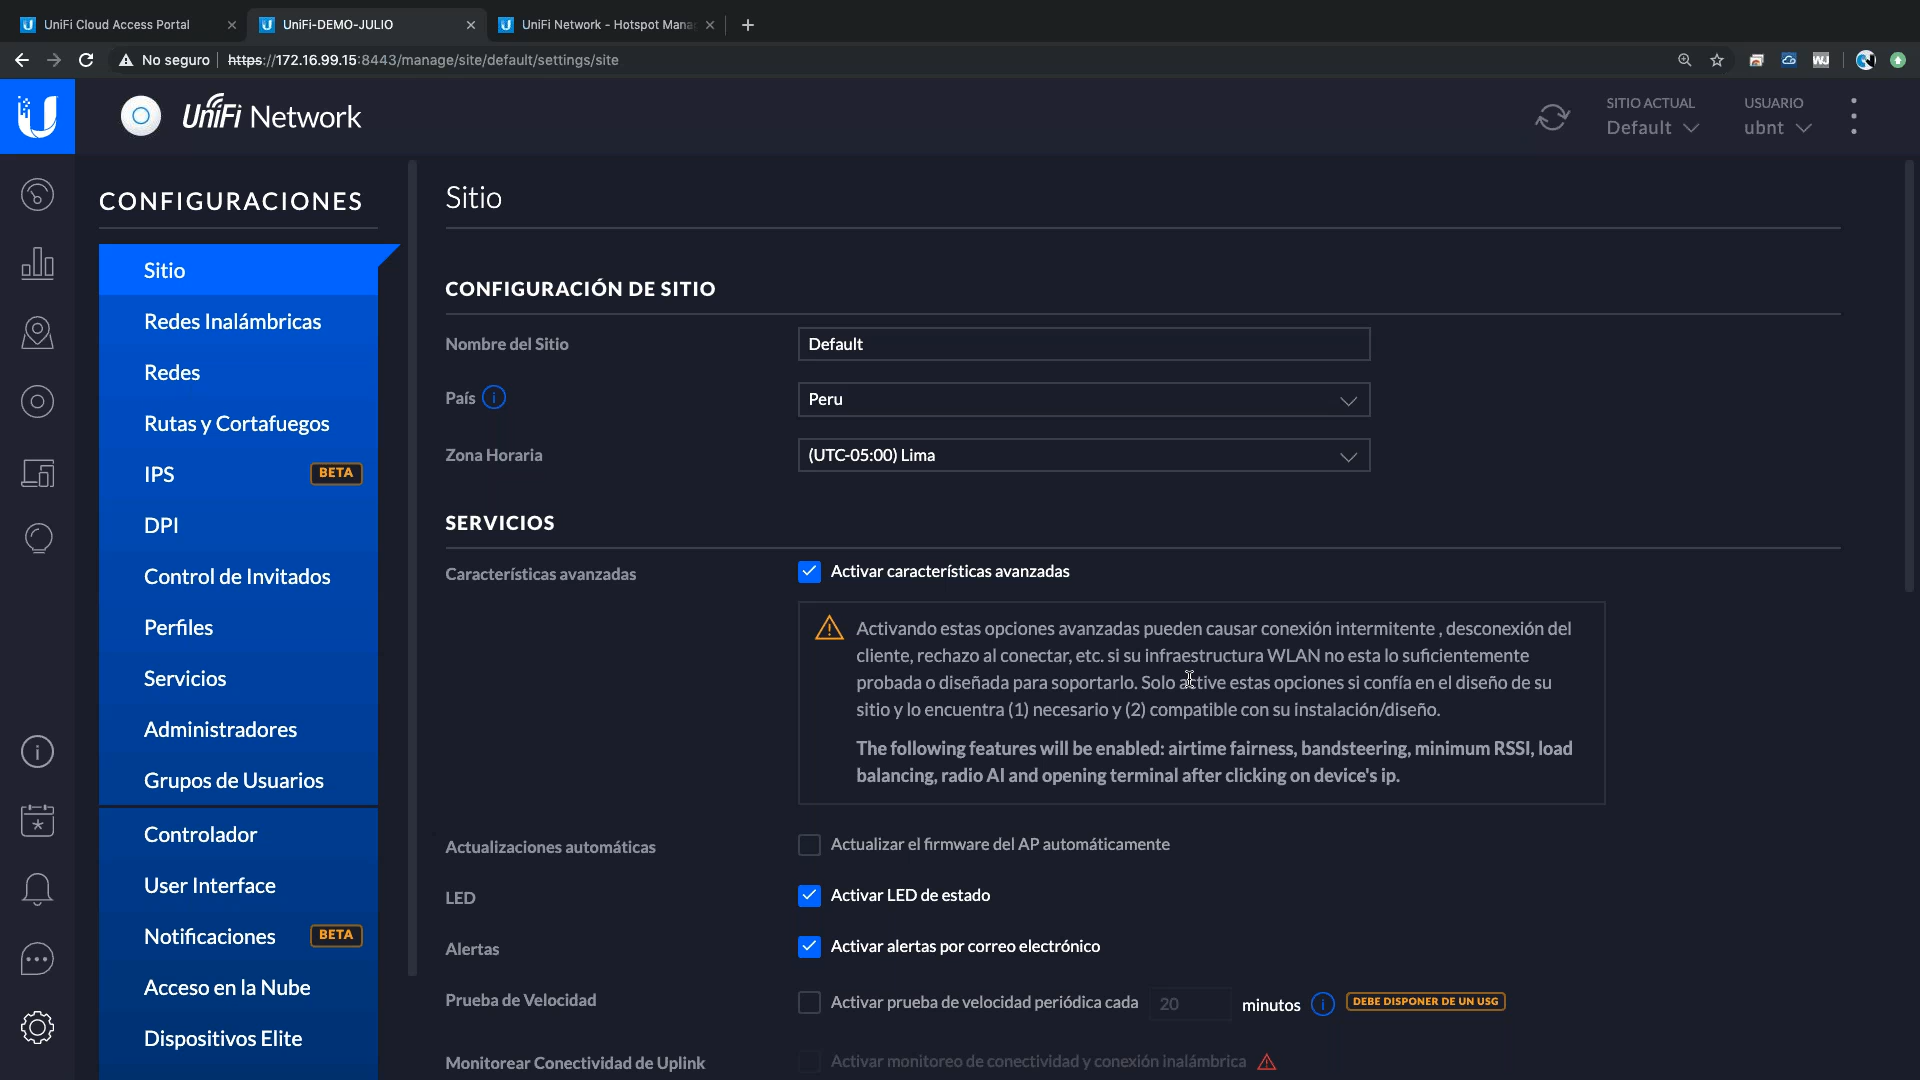 UniFi Cloud Access Portal
UniFi-DEMO-JULIO
UniFi Network - Hotspot Mana
No seguro
https://172.16.99.15:8443/manage/site/default/settings/site
UniFi Network
SITIO ACTUAL
Default
USUARIO
ubnt
CONFIGURACIONES
Sitio
Redes Inalámbricas
Redes
Rutas y Cortafuegos
IPS
BETA
DPI
Control de Invitados
Perfiles
Servicios
Administradores
Grupos de Usuarios
Controlador
User Interface
Notificaciones
BETA
Acceso en la Nube
Dispositivos Elite
Sitio
CONFIGURACIÓN DE SITIO
Nombre del Sitio
Default
País
Peru
Zona Horaria
(UTC-05:00) Lima
SERVICIOS
Características avanzadas
Activar características avanzadas
Activando estas opciones avanzadas pueden causar conexión intermitente , desconexión del
cliente, rechazo al conectar, etc. si su infraestructura WLAN no esta lo suficientemente
probada o diseñada para soportarlo. Solo active estas opciones si confía en el diseño de su
sitio y lo encuentra (1) necesario y (2) compatible con su instalación/diseño.
The following features will be enabled: airtime fairness, bandsteering, minimum RSSI, load
balancing, radio AI and opening terminal after clicking on device's ip.
Actualizaciones automáticas
Actualizar el firmware del AP automáticamente
LED
Activar LED de estado
Alertas
Activar alertas por correo electrónico
Prueba de Velocidad
Activar prueba de velocidad periódica cada
20
minutos
DEBE DISPONER DE UN USG
Monitorear Conectividad de Uplink
Activar monitoreo de conectividad y conexión inalámbrica